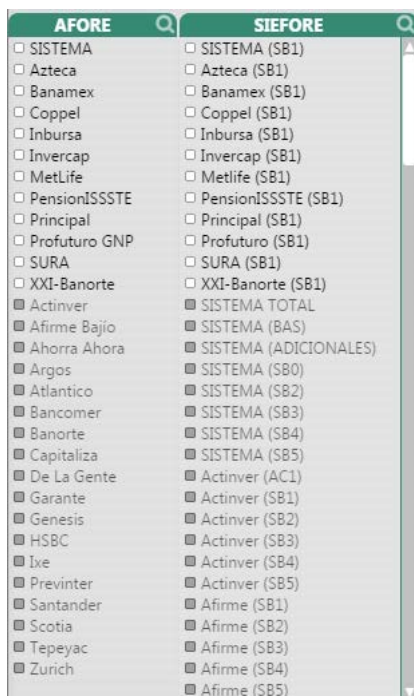 AFORE
SISTEMA
Azteca
Banamex
Coppel
Inbursa
Invercap
MetLife
PensionISSSTE
Principal
Profuturo GNP
SURA
XXI-Banorte
Actinver
Afirme Bajío
Ahorra Ahora
Argos
Atlantico
Bancomer
Banorte
Capitaliza
De La Gente
Garante
Genesis
HSBC
Ixe
Previnter
Santander
Scotia
Tepeyac
Zurich
SIEFORE
SISTEMA (SB1)
Azteca (SB1)
Banamex (SB1)
Coppel (SB1)
Inbursa (SB1)
Invercap (SB1)
Metlife (SB1)
PensionISSSTE (SB1)
Principal (SB1)
Profuturo (SB1)
SURA (SB1)
XXI-Banorte (SB1)
SISTEMA TOTAL
SISTEMA (BAS)
SISTEMA (ADICIONALES)
SISTEMA (SB0)
SISTEMA (SB2)
SISTEMA (SB3)
SISTEMA (SB4)
SISTEMA (SB5)
Actinver (AC1)
Actinver (SB1)
Actinver (SB2)
Actinver (SB3)
Actinver (SB4)
Actinver (SB5)
Afirme (SB1)
Afirme (SB2)
Afirme (SB3)
Afirme (SB4)
Afirme (SB5)